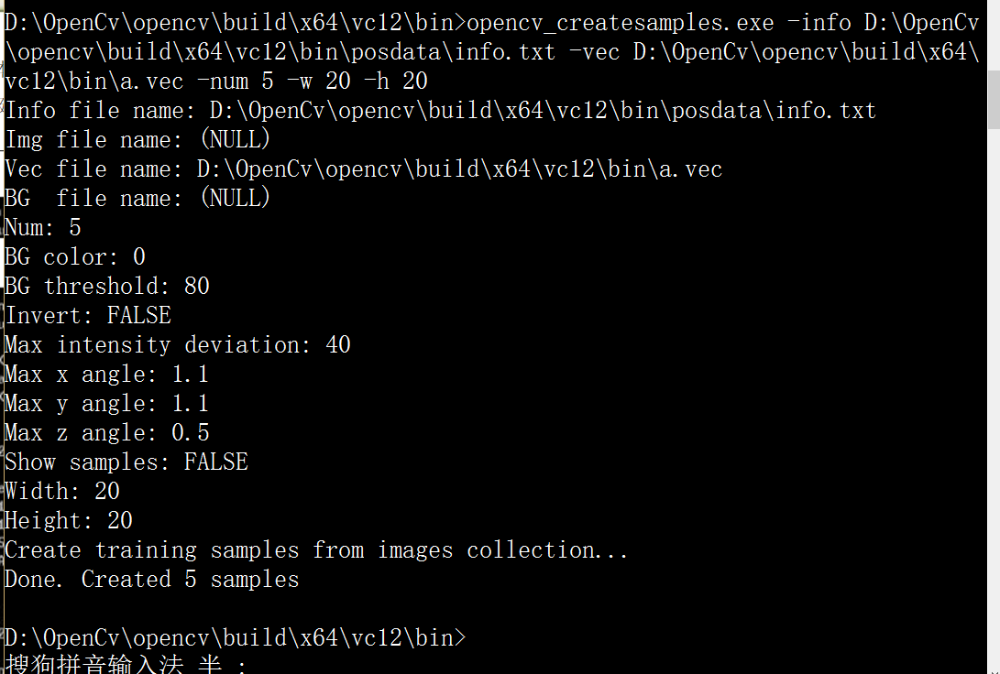 D:\OpenCv\opencv\build\x64\vc12\bin>opencv_createsamples.exe -info D:\OpenCv
\opencv\build\x64\vc12\bin\posdata\info.txt -vec D:\OpenCv\opencv\build\x64\
vc12\bin\a.vec -num 5 -w 20 -h 20
Info file name: D:\OpenCv\opencv\build\x64\vc12\bin\posdata\info.txt
Img file name: (NULL)
Vec file name: D:\OpenCv\opencv\build\x64\vc12\bin\a.vec
BG  file name: (NULL)
Num: 5
BG color: 0
BG threshold: 80
Invert: FALSE
Max intensity deviation: 40
Max x angle: 1.1
Max y angle: 1.1
Max z angle: 0.5
Show samples: FALSE
Width: 20
Height: 20
Create training samples from images collection...
Done. Created 5 samples
D:\OpenCv\opencv\build\x64\vc12\bin>
搜狗拼音输入法 半 :